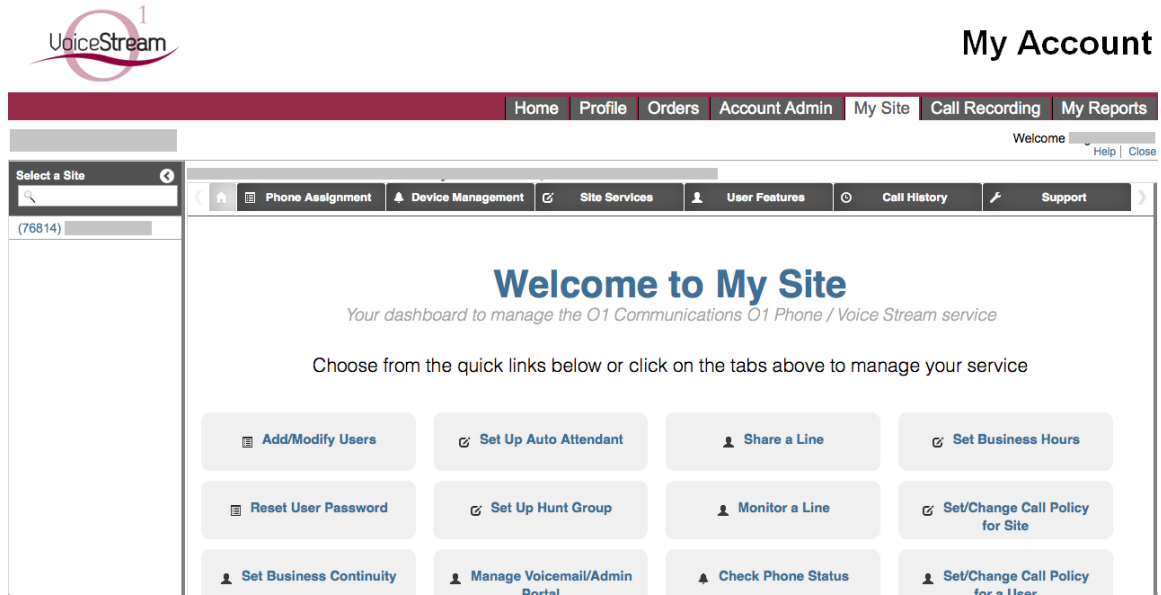 1
VoiceStream
My Account
Home Profile Orders Account Admin My Site Call Recording My Reports
Welcome
Help | Close
Select a Site
Phone Assignment Device Management Site Services User Features Call History Support
(76814)
Welcome to My Site
Your dashboard to manage the O1 Communications O1 Phone / Voice Stream service
Choose from the quick links below or click on the tabs above to manage your service
Add/Modify Users Set Up Auto Attendant Share a Line Set Business Hours
Reset User Password Set Up Hunt Group Monitor a Line Set/Change Call Policy
for Site
Set Business Continuity Manage Voicemail/Admin Check Phone Status Set/Change Call Policy
Portal for a User